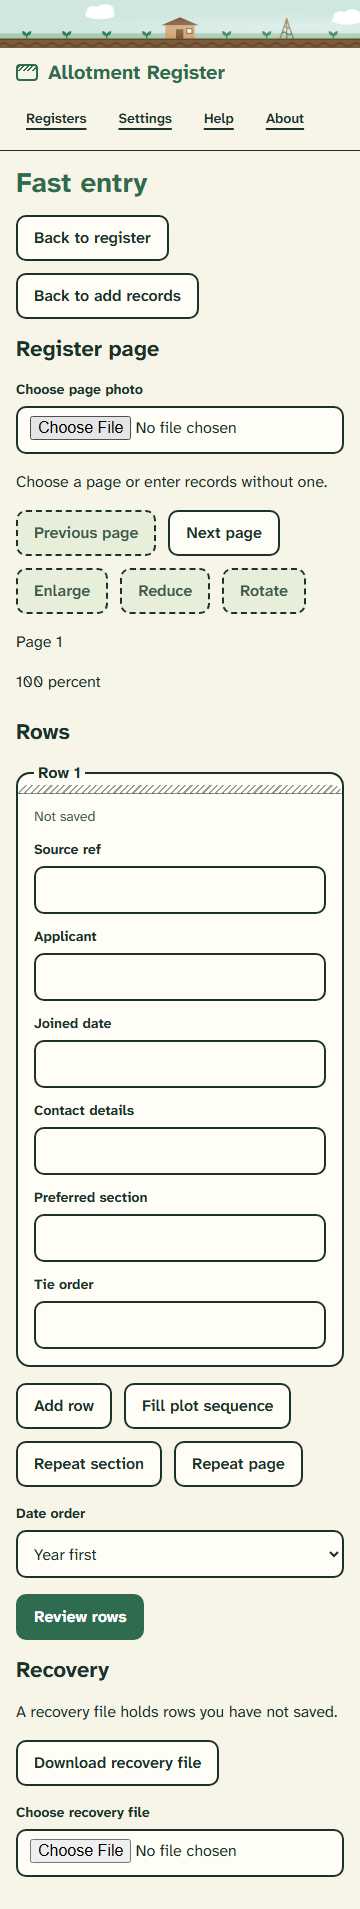 Allotment Register
Registers Settings Help About
Fast entry
Back to register
Back to add records
Register page
Choose page photo
Choose File No file chosen
Choose a page or enter records without one.
Previous page Next page
Enlarge Reduce Rotate
Page 1
100 percent
Rows
Row 1
Not saved
Source ref
Applicant
Joined date
Contact details
Preferred section
Tie order
Add row Fill plot sequence
Repeat section Repeat page
Date order
Year first
Review rows
Recovery
A recovery file holds rows you have not saved.
Download recovery file
Choose recovery file
Choose File No file chosen